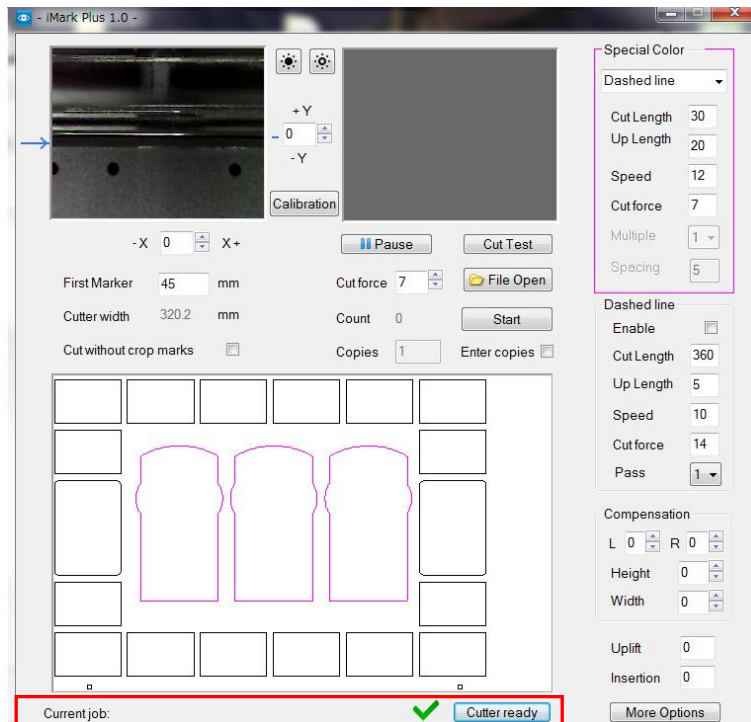 - iMark Plus 1.0 -
Special Color
Dashed line
Cut Length 30
Up Length 20
Speed 12
Cut force 7
Multiple 1
Spacing 5
+ Y
0
- Y
Calibration
- X 0 X +
Pause
Cut Test
First Marker 45 mm
Cut force 7
File Open
Cutter width 320.2 mm
Count 0
Start
Cut without crop marks
Copies 1
Enter copies
Dashed line
Enable
Cut Length 360
Up Length 5
Speed 10
Cut force 14
Pass 1
Compensation
L 0 R 0
Height 0
Width 0
Uplift 0
Insertion 0
Current job:
Cutter ready
More Options